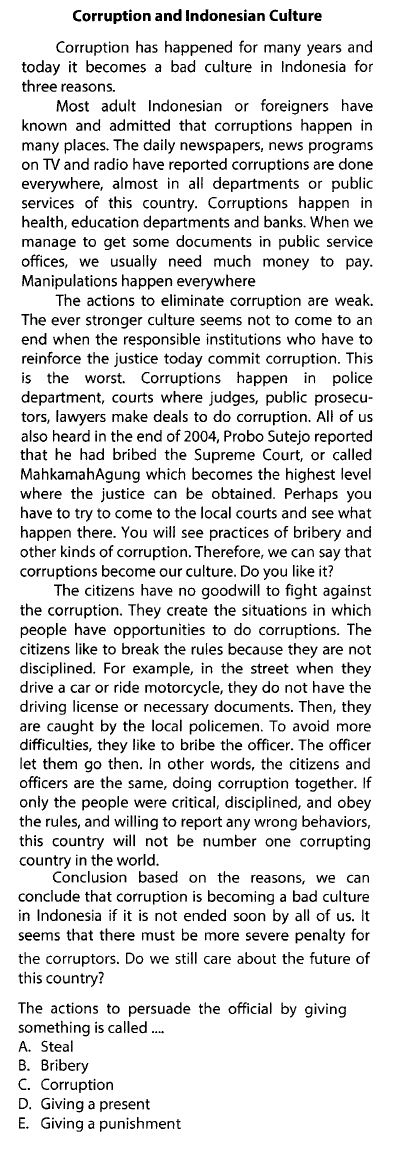 Corruption and Indonesian Culture
Corruption has happened for many years and
today it becomes a bad culture in Indonesia for
three reasons.
Most adult Indonesian or foreigners have
known and admitted that corruptions happen in
many places. The daily newspapers, news programs
on TV and radio have reported corruptions are done
everywhere, almost in all departments or public
services of this country. Corruptions happen in
health, education departments and banks. When we
manage to get some documents in public service
offices, we usually need much money to pay.
Manipulations happen everywhere
The actions to eliminate corruption are weak.
The ever stronger culture seems not to come to an
end when the responsible institutions who have to
reinforce the justice today commit corruption. This
is the worst. Corruptions happen in police
department, courts where judges, public prosecu-
tors, lawyers make deals to do corruption. All of us
also heard in the end of 2004, Probo Sutejo reported
that he had bribed the Supreme Court, or called
MahkamahAgung which becomes the highest level
where the justice can be obtained. Perhaps you
have to try to come to the local courts and see what
happen there. You will see practices of bribery and
other kinds of corruption. Therefore, we can say that
corruptions become our culture. Do you like it?
The citizens have no goodwill to fight against
the corruption. They create the situations in which
people have opportunities to do corruptions. The
citizens like to break the rules because they are not
disciplined. For example, in the street when they
drive a car or ride motorcycle, they do not have the
driving license or necessary documents. Then, they
are caught by the local policemen. To avoid more
difficulties, they like to bribe the officer. The officer
let them go then. In other words, the citizens and
officers are the same, doing corruption together. If
only the people were critical, disciplined, and obey
the rules, and willing to report any wrong behaviors,
this country will not be number one corrupting
country in the world.
Conclusion based on the reasons, we can
conclude that corruption is becoming a bad culture
in Indonesia if it is not ended soon by all of us. It
seems that there must be more severe penalty for
the corruptors. Do we still care about the future of
this country?
The actions to persuade the official by giving
something is called ....
A. Steal
B. Bribery
C. Corruption
D. Giving a present
E. Giving a punishment